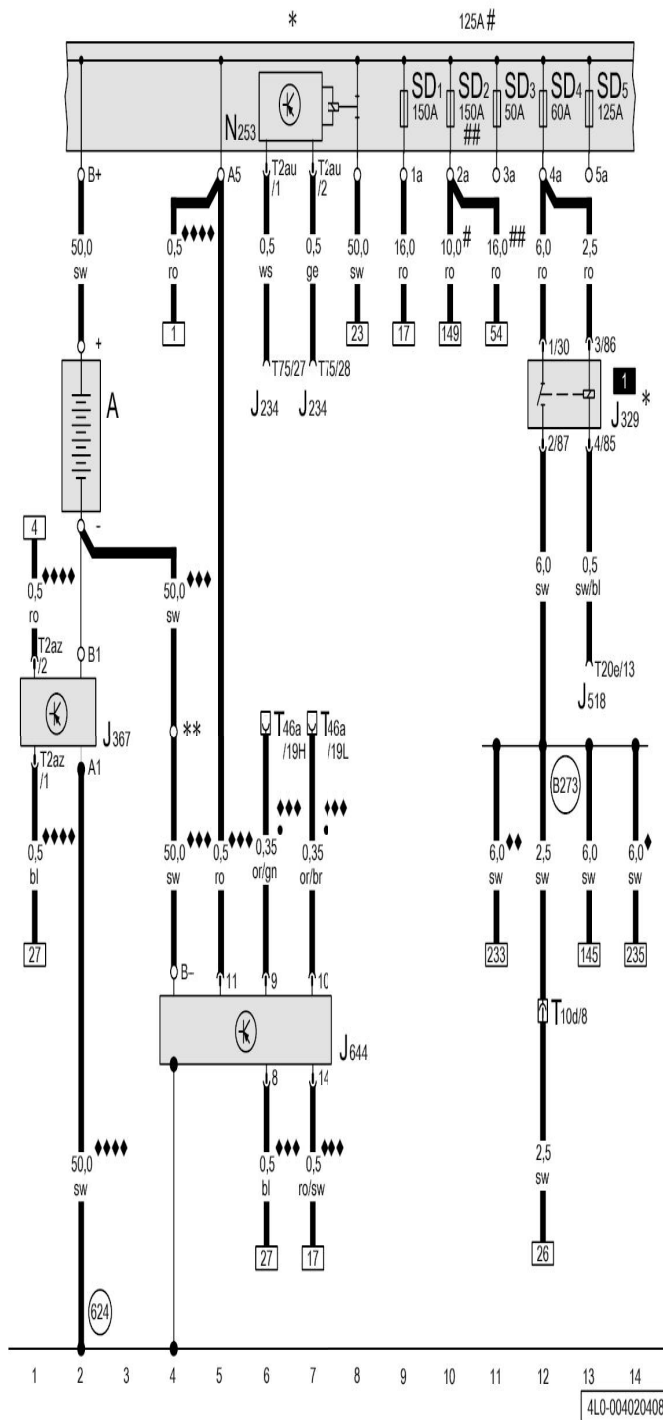 * 125A #
SD1 SD2 SD3 SD4 SD5
150A 150A 50A 60A 125A
##
N253
B+ A5 T2au/1 T2au/2 1a 2a 3a 4a 5a
50,0 0,5 ♦♦♦♦ 0,5 0,5 50,0 16,0 10,0 # 16,0 ## 6,0 2,5
sw ro ws ge sw ro ro ro ro ro
1 23 17 149 54
+ 1/30 3/86
T75/27 T75/28
A J234 J234 1
J329 *
2/87 4/85
-
4
0,5 ♦♦♦♦ 50,0 ♦♦♦ 6,0 0,5
ro sw sw sw/bl
T2az/2 B1 T20e/13
J518
J367 ** T46a/19H T46a/19L
T2az/1 A1
B273
♦♦♦ ♦♦♦
• •
0,5 ♦♦♦♦ 50,0 ♦♦♦ 0,5 ♦♦♦ 0,35 0,35 6,0 ♦♦ 2,5 6,0 6,0 ♦
bl sw ro or/gn or/br sw sw sw sw
27 233 145 235
B– 11 9 10
T10d/8
J644
8 14
50,0 ♦♦♦♦ 0,5 ♦♦♦ 0,5 ♦♦♦ 2,5
sw bl ro/sw sw
27 17 26
624
1 2 3 4 5 6 7 8 9 10 11 12 13 14
4L0-004020408